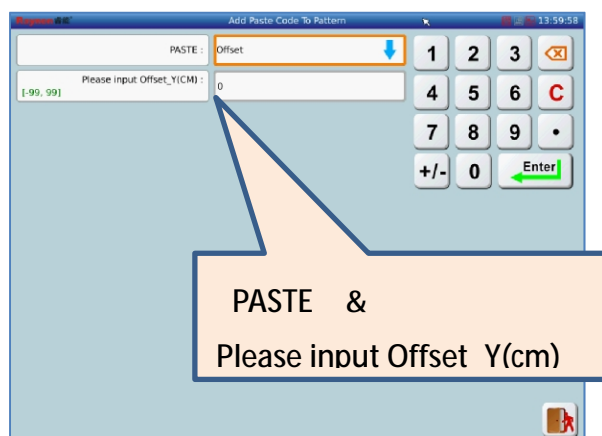 Add Paste Code To Pattern
13:59:58
PASTE :
Offset
1 2 3
Please input Offset_Y(CM) :
[-99, 99]
0
4 5 6 C
7 8 9 •
+/- 0 Enter
PASTE &
Please input Offset Y(cm)